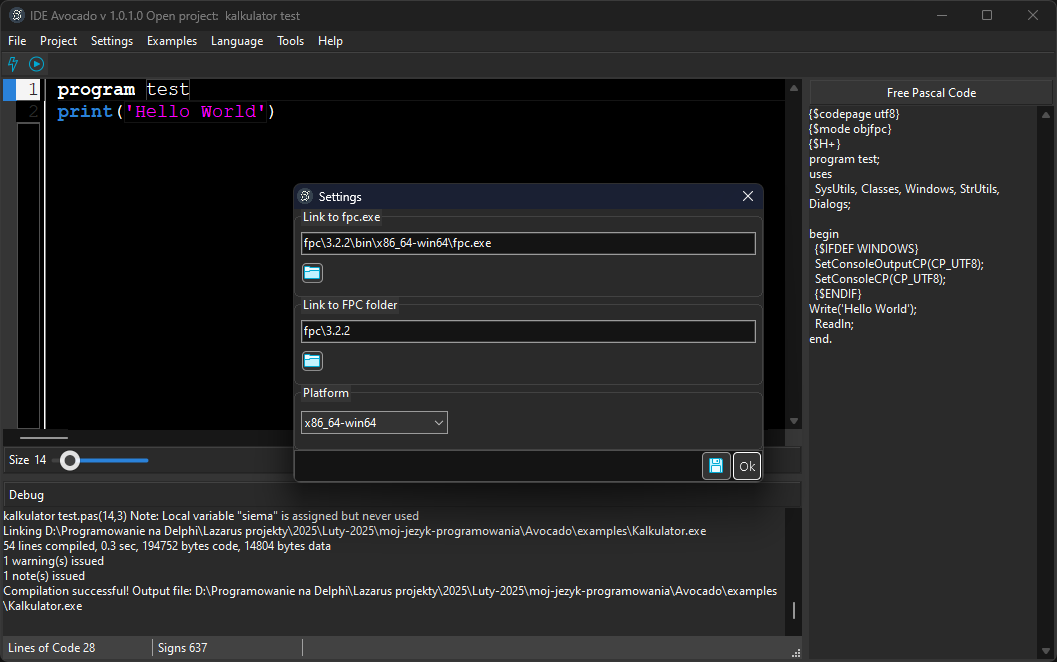 IDE Avocado v 1.0.1.0 Open project:  kalkulator test
File Project Settings Examples Language Tools Help
1 program test
2 print('Hello World')
Size 14
Debug
kalkulator test.pas(14,3) Note: Local variable "siema" is assigned but never used
Linking D:\Programowanie na Delphi\Lazarus projekty\2025\Luty-2025\moj-jezyk-programowania\Avocado\examples\Kalkulator.exe
54 lines compiled, 0.3 sec, 194752 bytes code, 14804 bytes data
1 warning(s) issued
1 note(s) issued
Compilation successful! Output file: D:\Programowanie na Delphi\Lazarus projekty\2025\Luty-2025\moj-jezyk-programowania\Avocado\examples
\Kalkulator.exe
Lines of Code 28
Signs 637
Settings
Link to fpc.exe
fpc\3.2.2\bin\x86_64-win64\fpc.exe
Link to FPC folder
fpc\3.2.2
Platform
x86_64-win64
Ok
Free Pascal Code
{$codepage utf8}
{$mode objfpc}
{$H+}
program test;
uses
  SysUtils, Classes, Windows, StrUtils,
Dialogs;
begin
  {$IFDEF WINDOWS}
  SetConsoleOutputCP(CP_UTF8);
  SetConsoleCP(CP_UTF8);
  {$ENDIF}
Write('Hello World');
  Readln;
end.